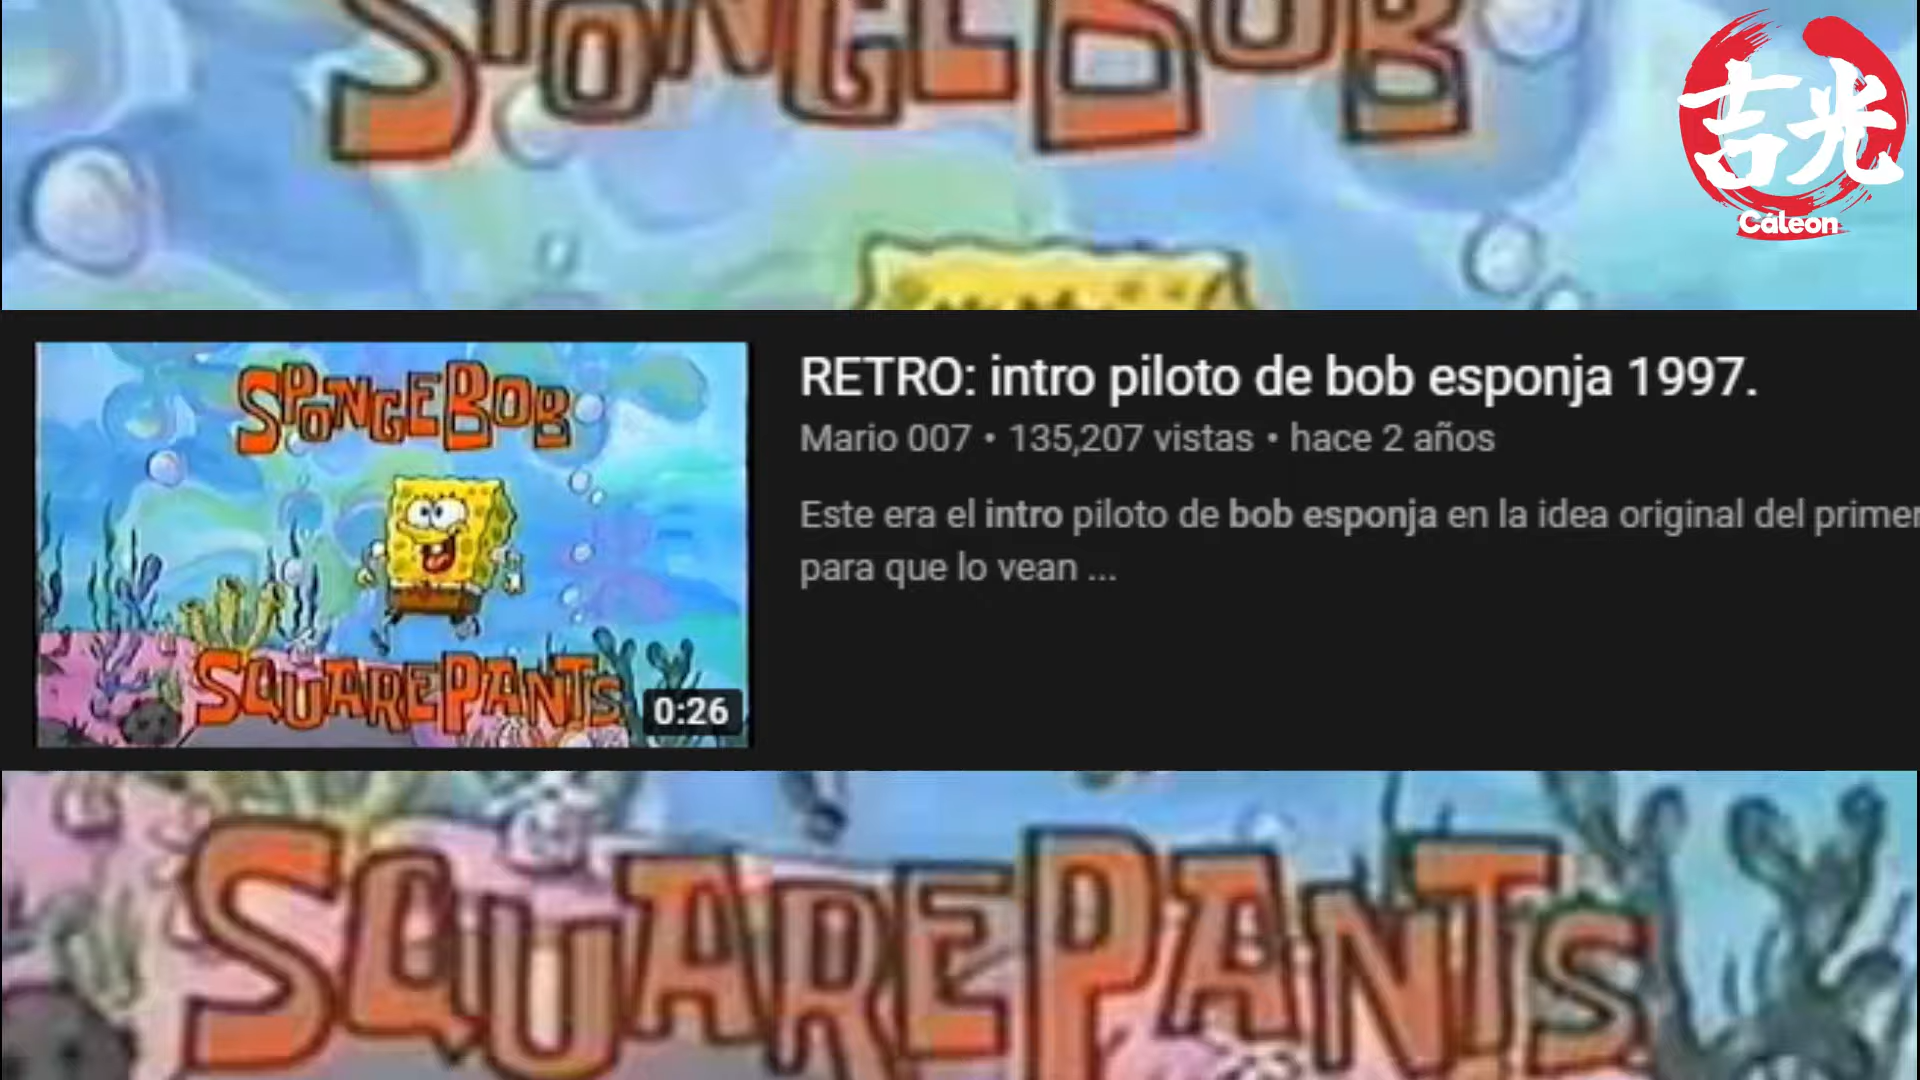 SPONGEBOB
吉光
Cáleon
SPONGEBOB
SQUAREPANTS
0:26
RETRO: intro piloto de bob esponja 1997.
Mario 007 • 135,207 vistas • hace 2 años
Este era el intro piloto de bob esponja en la idea original del primer
para que lo vean ...
SQUAREPANTS